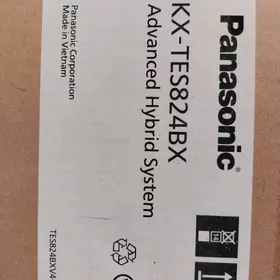 Panasonic®
KX-TES824BX
Advanced Hybrid System
Panasonic Corporation
Made in Vietnam
TES824BXV4